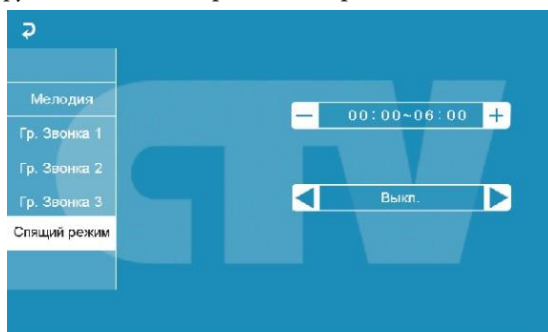 Мелодия
Гр. Звонка 1
Гр. Звонка 2
Гр. Звонка 3
Спящий режим
— 00:00~06:00 +
Выкл.
CTV